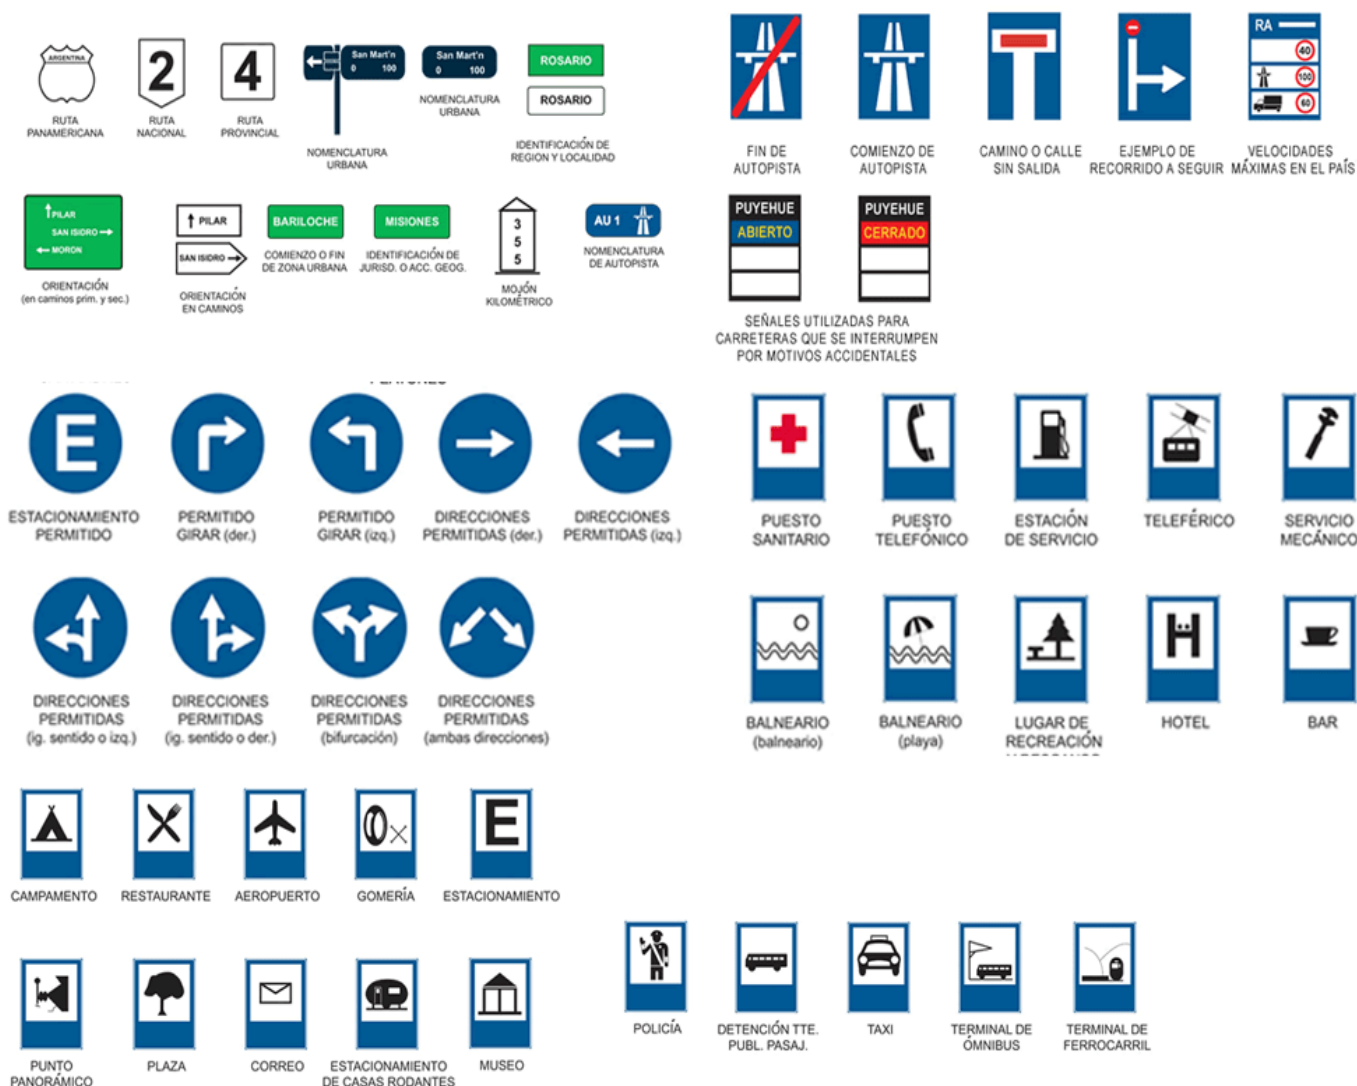 ARGENTINA
RUTA
PANAMERICANA
2
RUTA
NACIONAL
4
RUTA
PROVINCIAL
San Mart'n
0 100
NOMENCLATURA
URBANA
San Mart'n
0 100
NOMENCLATURA
URBANA
ROSARIO
ROSARIO
IDENTIFICACIÓN DE
REGION Y LOCALIDAD
FIN DE
AUTOPISTA
COMIENZO DE
AUTOPISTA
CAMINO O CALLE
SIN SALIDA
EJEMPLO DE
RECORRIDO A SEGUIR
RA
40
100
60
VELOCIDADES
MÁXIMAS EN EL PAÍS
PILAR
SAN ISIDRO
MORON
ORIENTACIÓN
(en caminos prim. y sec.)
PILAR
SAN ISIDRO
ORIENTACIÓN
EN CAMINOS
BARILOCHE
COMIENZO O FIN
DE ZONA URBANA
MISIONES
IDENTIFICACIÓN DE
JURISD. O ACC. GEOG.
3
5
5
MOJÓN
KILOMÉTRICO
AU 1
NOMENCLATURA
DE AUTOPISTA
PUYEHUE
ABIERTO
PUYEHUE
CERRADO
SEÑALES UTILIZADAS PARA
CARRETERAS QUE SE INTERRUMPEN
POR MOTIVOS ACCIDENTALES
E
ESTACIONAMIENTO
PERMITIDO
PERMITIDO
GIRAR (der.)
PERMITIDO
GIRAR (izq.)
DIRECCIONES
PERMITIDAS (der.)
DIRECCIONES
PERMITIDAS (izq.)
PUESTO
SANITARIO
PUESTO
TELEFÓNICO
ESTACIÓN
DE SERVICIO
TELEFÉRICO
SERVICIO
MECÁNICO
DIRECCIONES
PERMITIDAS
(ig. sentido o izq.)
DIRECCIONES
PERMITIDAS
(ig. sentido o der.)
DIRECCIONES
PERMITIDAS
(bifurcación)
DIRECCIONES
PERMITIDAS
(ambas direcciones)
BALNEARIO
(balneario)
BALNEARIO
(playa)
LUGAR DE
RECREACIÓN
H
HOTEL
BAR
CAMPAMENTO
RESTAURANTE
AEROPUERTO
GOMERÍA
E
ESTACIONAMIENTO
PUNTO
PANORÁMICO
PLAZA
CORREO
ESTACIONAMIENTO
DE CASAS RODANTES
MUSEO
POLICÍA
DETENCIÓN TTE.
PUBL. PASAJ.
TAXI
TERMINAL DE
ÓMNIBUS
TERMINAL DE
FERROCARRIL